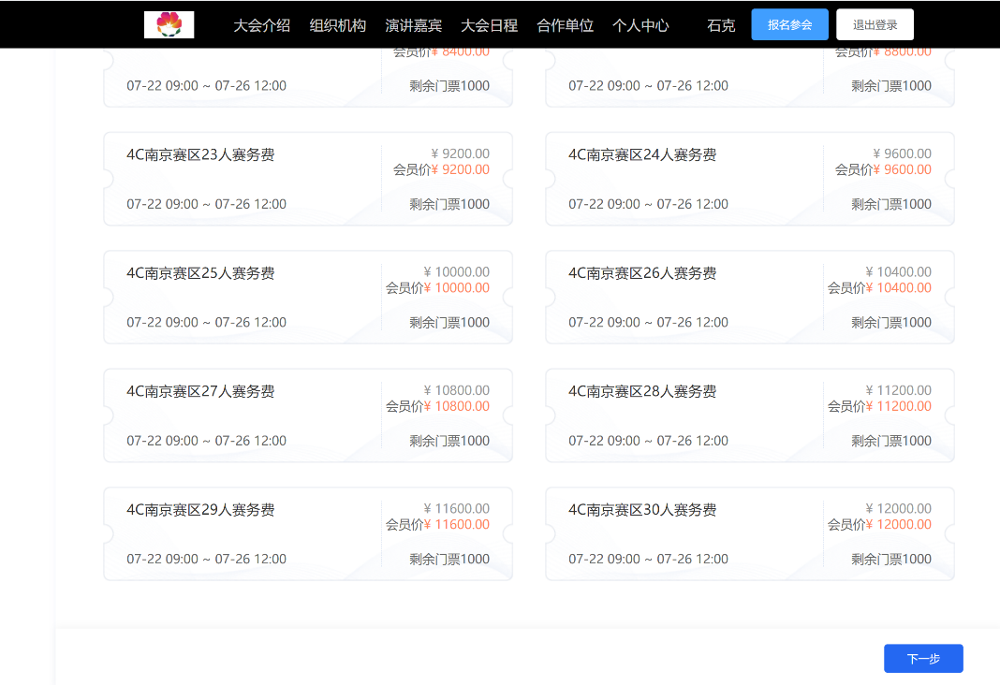 大会介绍 组织机构 演讲嘉宾 大会日程 合作单位 个人中心 石克 报名参会 退出登录
会员价¥ 8400.00
07-22 09:00 ~ 07-26 12:00 剩余门票1000
会员价¥ 8800.00
07-22 09:00 ~ 07-26 12:00 剩余门票1000
4C南京赛区23人赛务费 ¥ 9200.00
会员价¥ 9200.00
07-22 09:00 ~ 07-26 12:00 剩余门票1000
4C南京赛区24人赛务费 ¥ 9600.00
会员价¥ 9600.00
07-22 09:00 ~ 07-26 12:00 剩余门票1000
4C南京赛区25人赛务费 ¥ 10000.00
会员价¥ 10000.00
07-22 09:00 ~ 07-26 12:00 剩余门票1000
4C南京赛区26人赛务费 ¥ 10400.00
会员价¥ 10400.00
07-22 09:00 ~ 07-26 12:00 剩余门票1000
4C南京赛区27人赛务费 ¥ 10800.00
会员价¥ 10800.00
07-22 09:00 ~ 07-26 12:00 剩余门票1000
4C南京赛区28人赛务费 ¥ 11200.00
会员价¥ 11200.00
07-22 09:00 ~ 07-26 12:00 剩余门票1000
4C南京赛区29人赛务费 ¥ 11600.00
会员价¥ 11600.00
07-22 09:00 ~ 07-26 12:00 剩余门票1000
4C南京赛区30人赛务费 ¥ 12000.00
会员价¥ 12000.00
07-22 09:00 ~ 07-26 12:00 剩余门票1000
下一步